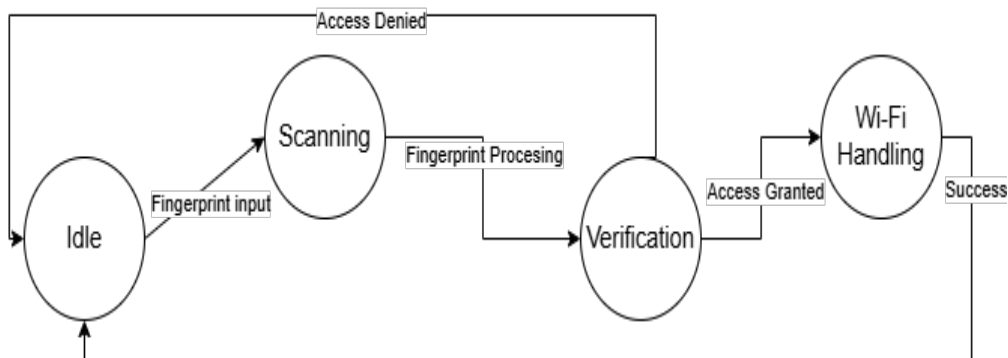 Access Denied
Scanning
Wi-Fi
Handling
Fingerprint Procesing
Fingerprint input
Access Granted
Success
Idle
Verification